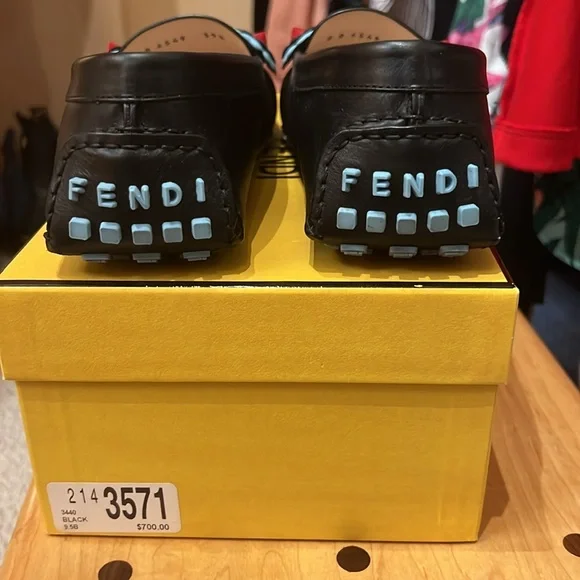 FENDI
FENDI
214 3571
3440
BLACK
9.5B $700.00